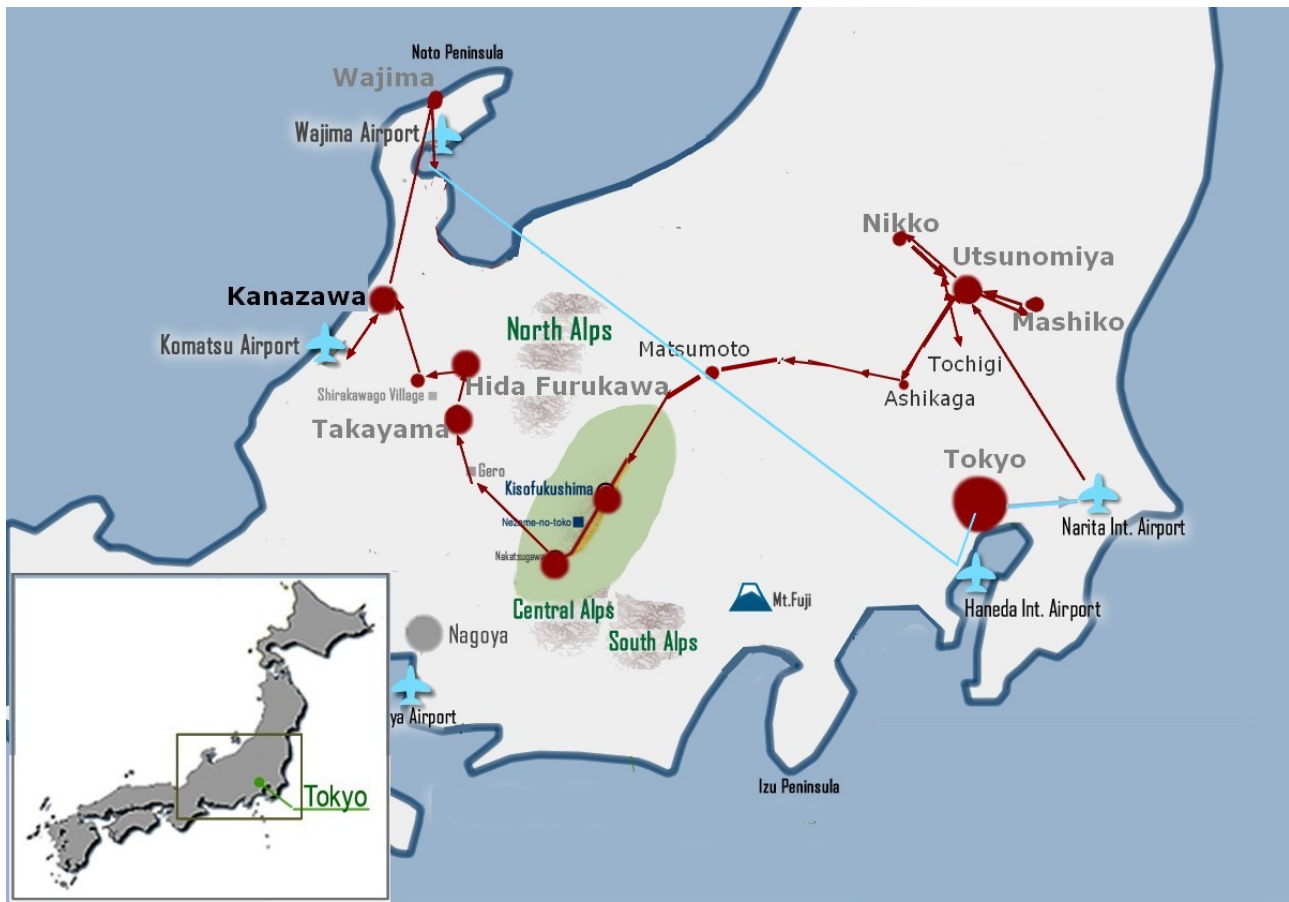 Noto Peninsula
Wajima
Wajima Airport
Nikko
Utsunomiya
Kanazawa
Mashiko
North Alps
Komatsu Airport
Matsumoto
Tochigi
Shirakawago Village
Hida Furukawa
Ashikaga
Takayama
Tokyo
Gero
Kisofukushima
Nezame-no-toko
Narita Int. Airport
Nakatsugawa
Mt.Fuji
Haneda Int. Airport
Central Alps
Nagoya
South Alps
ya Airport
Izu Peninsula
Tokyo